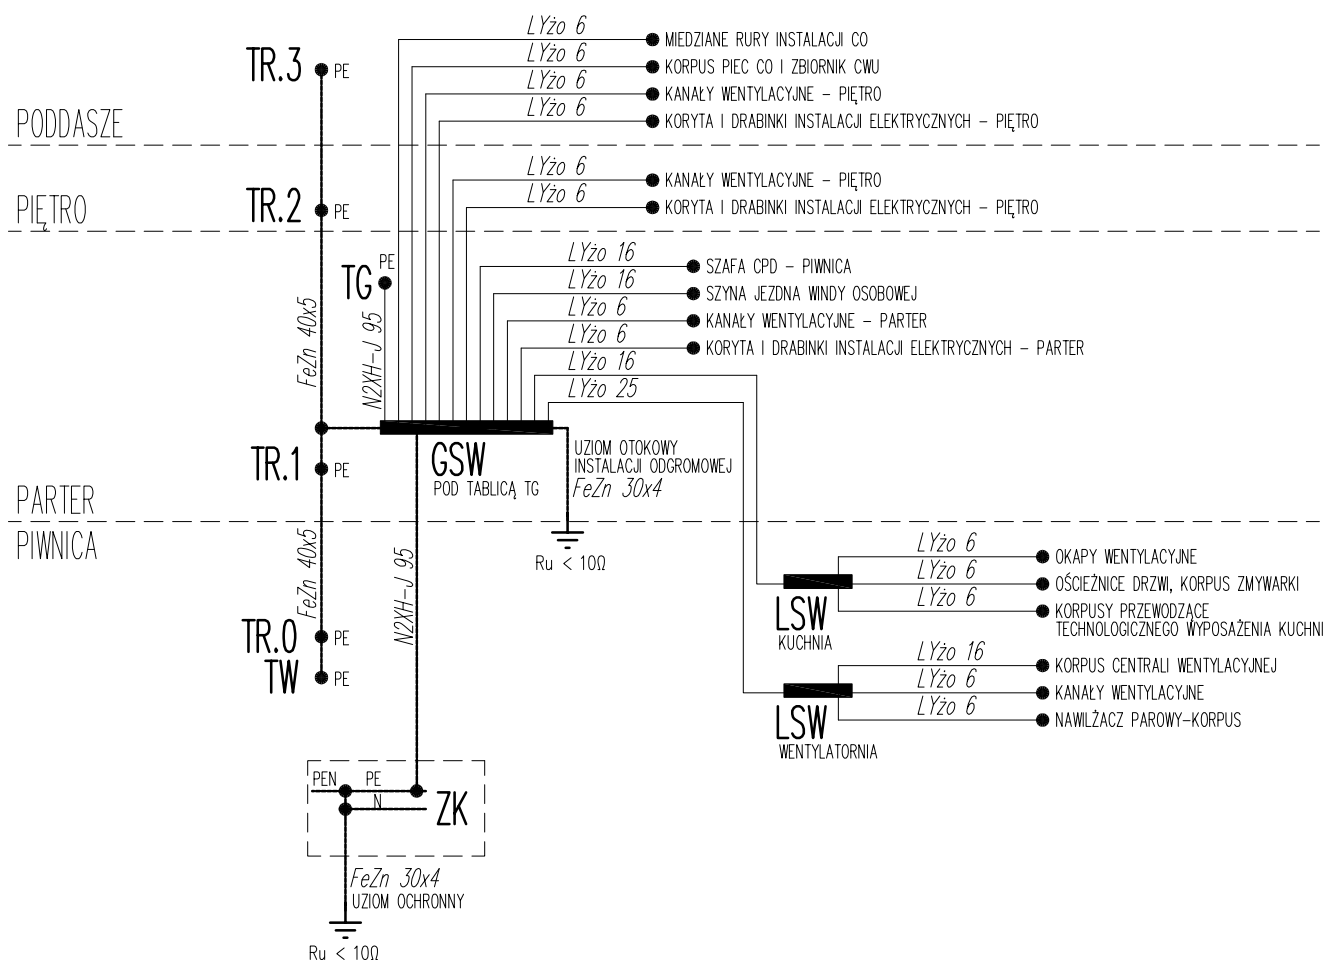 LYżo 6
MIEDZIANE RURY INSTALACJI CO
LYżo 6
KORPUS PIEC CO I ZBIORNIK CWU
LYżo 6
KANAŁY WENTYLACYJNE – PIĘTRO
LYżo 6
KORYTA I DRABINKI INSTALACJI ELEKTRYCZNYCH – PIĘTRO
TR.3
PE
PODDASZE
LYżo 6
KANAŁY WENTYLACYJNE – PIĘTRO
LYżo 6
KORYTA I DRABINKI INSTALACJI ELEKTRYCZNYCH – PIĘTRO
PIĘTRO
TR.2
PE
LYżo 16
SZAFA CPD – PIWNICA
LYżo 16
SZYNA JEZDNA WINDY OSOBOWEJ
LYżo 6
KANAŁY WENTYLACYJNE – PARTER
LYżo 6
KORYTA I DRABINKI INSTALACJI ELEKTRYCZNYCH – PARTER
LYżo 16
LYżo 25
TG
PE
FeZn 40x5
N2XH–J 95
GSW
POD TABLICĄ TG
UZIOM OTOKOWY
INSTALACJI ODGROMOWEJ
FeZn 30x4
TR.1
PE
PARTER
PIWNICA
Ru < 10Ω
FeZn 40x5
N2XH–J 95
TR.0
PE
TW
PE
LYżo 6
OKAPY WENTYLACYJNE
LYżo 6
OŚCIEŻNICE DRZWI, KORPUS ZMYWARKI
LYżo 6
KORPUSY PRZEWODZĄCE
TECHNOLOGICZNEGO WYPOSAŻENIA KUCHNI
LSW
KUCHNIA
LYżo 16
KORPUS CENTRALI WENTYLACYJNEJ
LYżo 6
KANAŁY WENTYLACYJNE
LYżo 6
NAWILŻACZ PAROWY–KORPUS
LSW
WENTYLATORNIA
PEN
PE
N
ZK
FeZn 30x4
UZIOM OCHRONNY
Ru < 10Ω